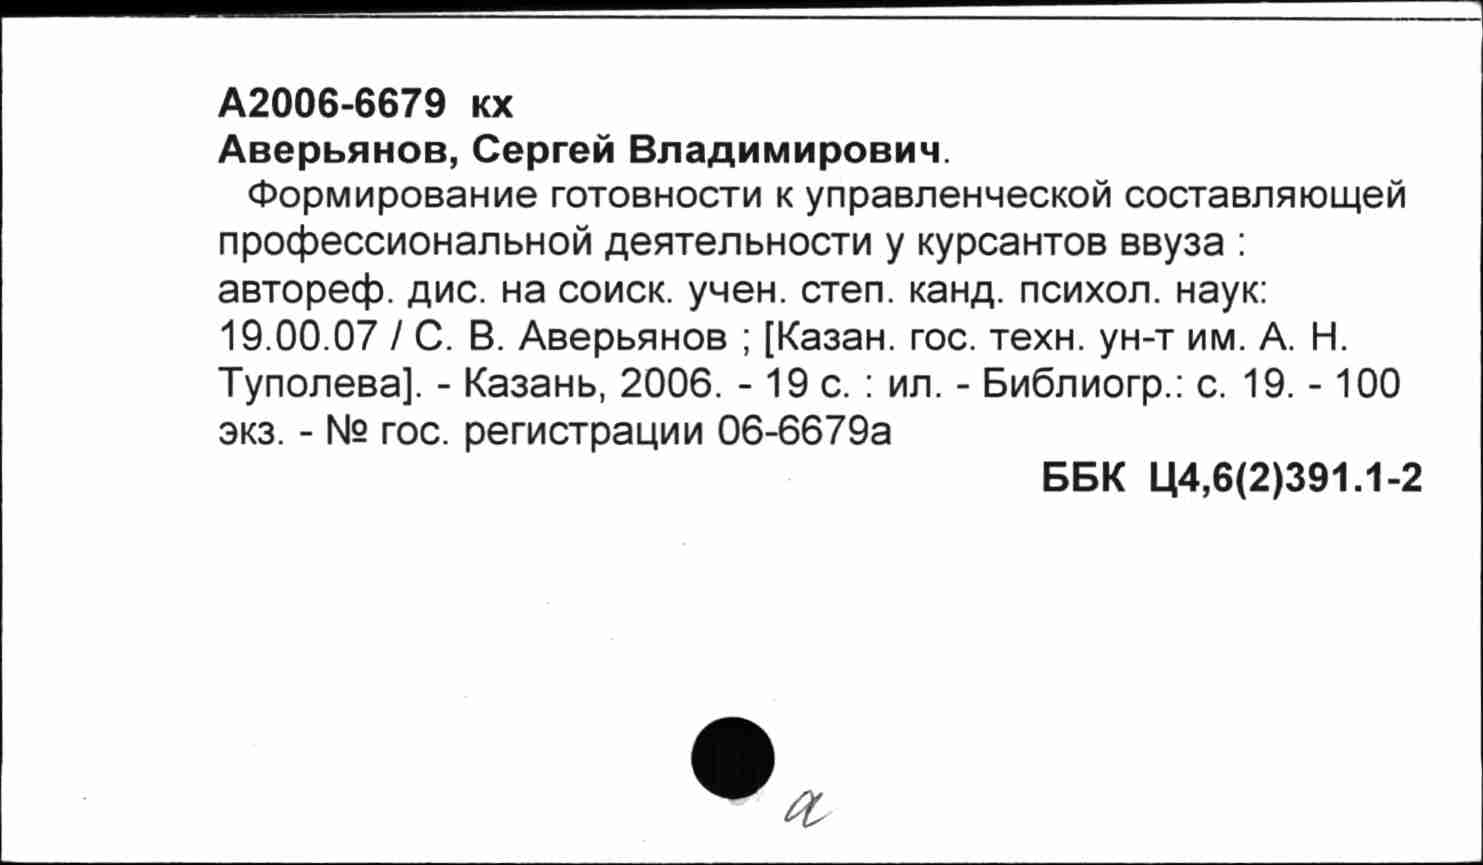 А2006-6679 кх
Аверьянов, Сергей Владимирович.
Формирование готовности к управленческой составляющей
профессиональной деятельности у курсантов ввуза :
автореф. дис. на соиск. учен. степ. канд. психол. наук:
19.00.07 / С. В. Аверьянов ; [Казан. гос. техн. ун-т им. А. Н.
Туполева]. - Казань, 2006. - 19 с. : ил. - Библиогр.: с. 19. - 100
экз. - № гос. регистрации 06-6679а
ББК Ц4,6(2)391.1-2
а